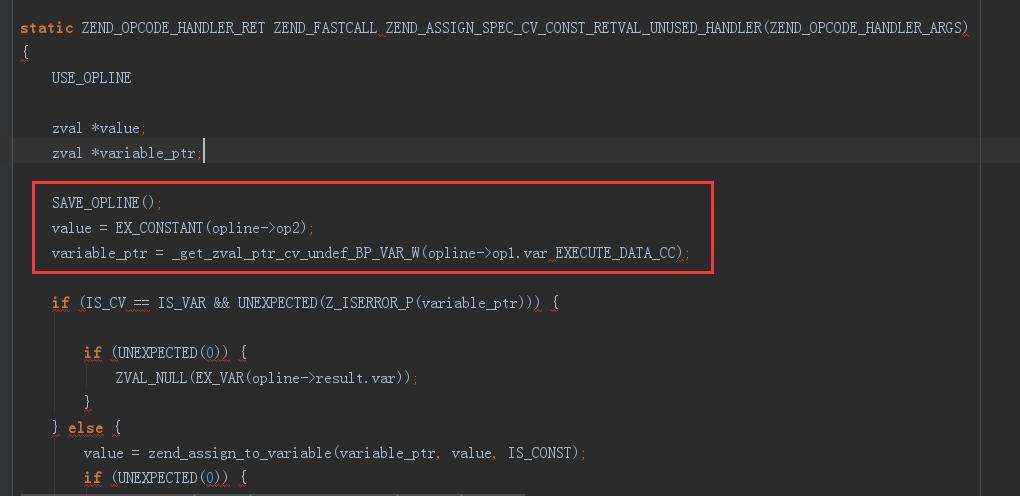 static ZEND_OPCODE_HANDLER_RET ZEND_FASTCALL ZEND_ASSIGN_SPEC_CV_CONST_RETVAL_UNUSED_HANDLER(ZEND_OPCODE_HANDLER_ARGS)
{
USE_OPLINE
zval *value;
zval *variable_ptr;
SAVE_OPLINE();
value = EX_CONSTANT(opline->op2);
variable_ptr = _get_zval_ptr_cv_undef_BP_VAR_W(opline->op1.var EXECUTE_DATA_CC);
if (IS_CV == IS_VAR && UNEXPECTED(Z_ISERROR_P(variable_ptr))) {
if (UNEXPECTED(0)) {
ZVAL_NULL(EX_VAR(opline->result.var));
}
} else {
value = zend_assign_to_variable(variable_ptr, value, IS_CONST);
if (UNEXPECTED(0)) {